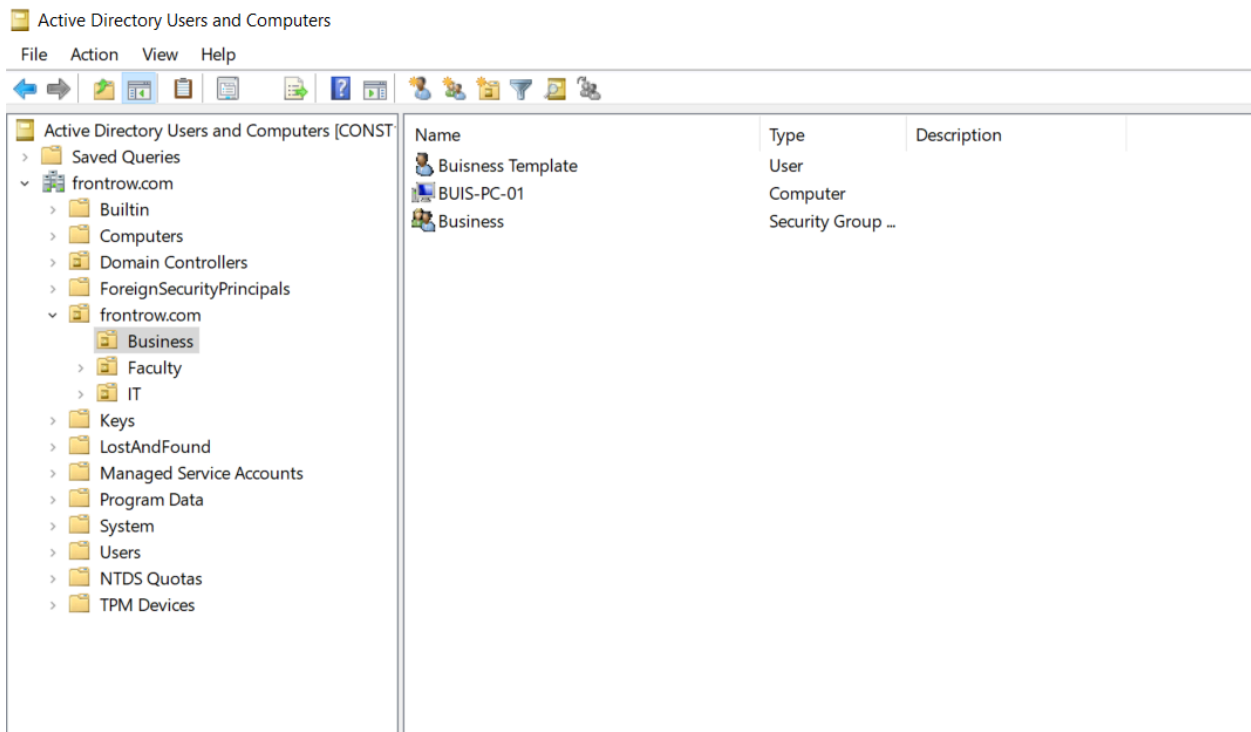 Active Directory Users and Computers
File Action View Help
Active Directory Users and Computers [CONST
Saved Queries
frontrow.com
Builtin
Computers
Domain Controllers
ForeignSecurityPrincipals
frontrow.com
Business
Faculty
IT
Keys
LostAndFound
Managed Service Accounts
Program Data
System
Users
NTDS Quotas
TPM Devices
Name Type Description
Buisness Template User
BUIS-PC-01 Computer
Business Security Group ...